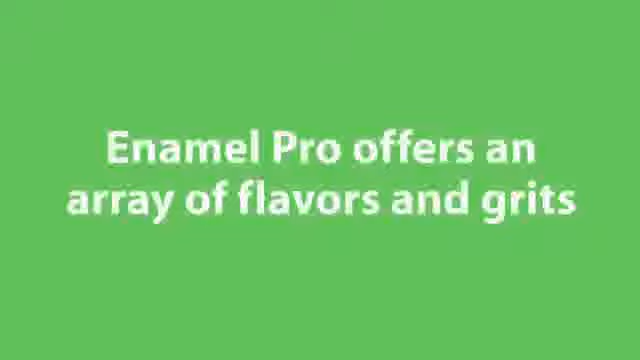 Enamel Pro offers an
array of flavors and grits